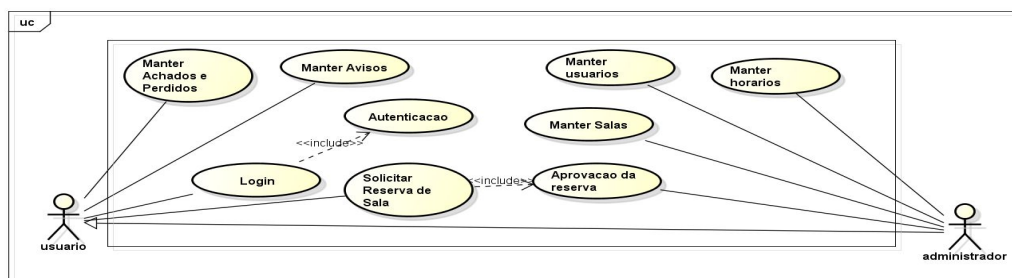 uc
Manter
Achados e
Perdidos
Manter Avisos
Manter
usuarios
Manter
horarios
Autenticacao
Manter Salas
<<include>>
Login
Solicitar
Reserva de
Sala
<<include>>
Aprovacao da
reserva
usuario
administrador